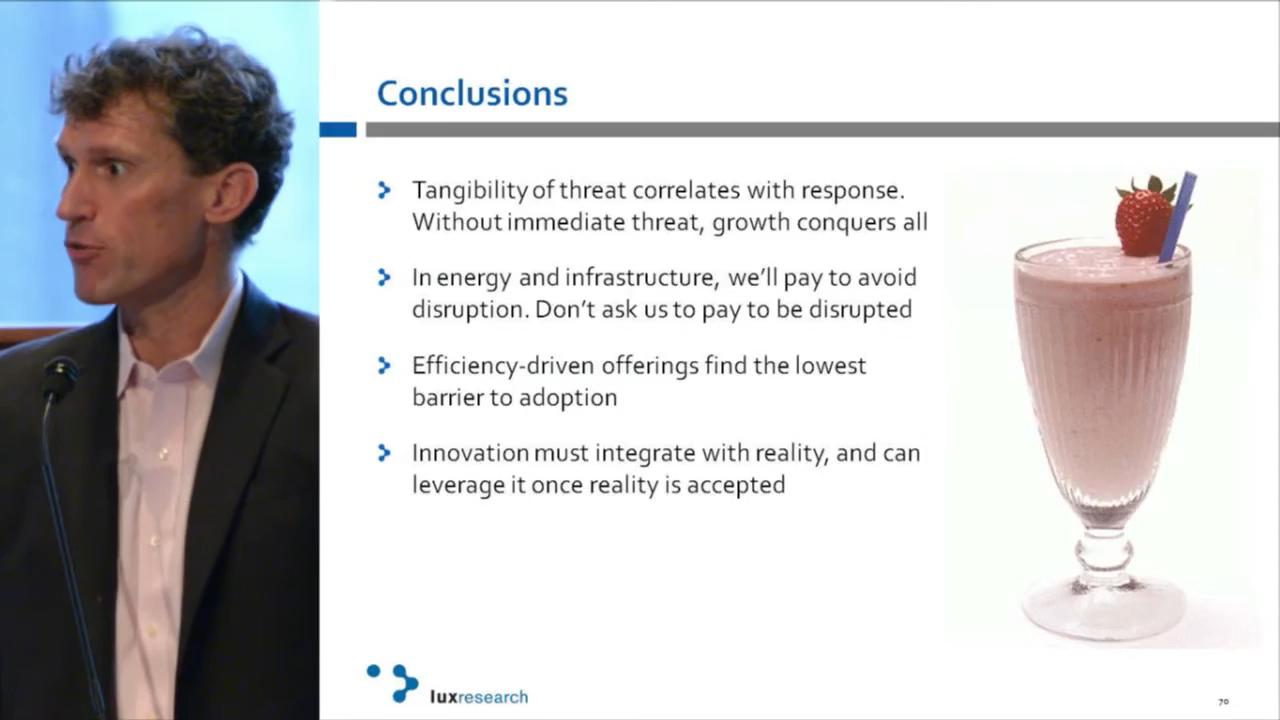 Conclusions
Tangibility of threat correlates with response.
Without immediate threat, growth conquers all
In energy and infrastructure, we'll pay to avoid
disruption. Don't ask us to pay to be disrupted
Efficiency-driven offerings find the lowest
barrier to adoption
Innovation must integrate with reality, and can
leverage it once reality is accepted
luxresearch
70